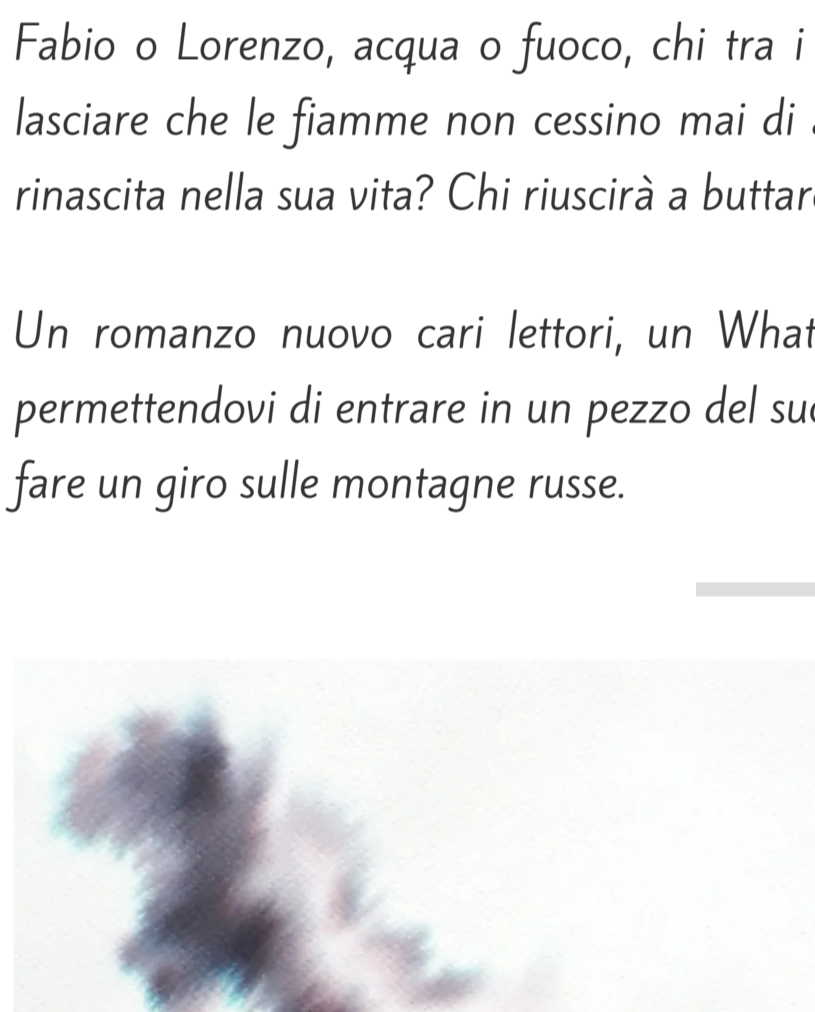 Fabio o Lorenzo, acqua o fuoco, chi tra i
lasciare che le fiamme non cessino mai di
rinascita nella sua vita? Chi riuscirà a
Un romanzo nuovo cari lettori, un
permettendovi di entrare in un pezzo del
fare un giro sulle montagne russe.